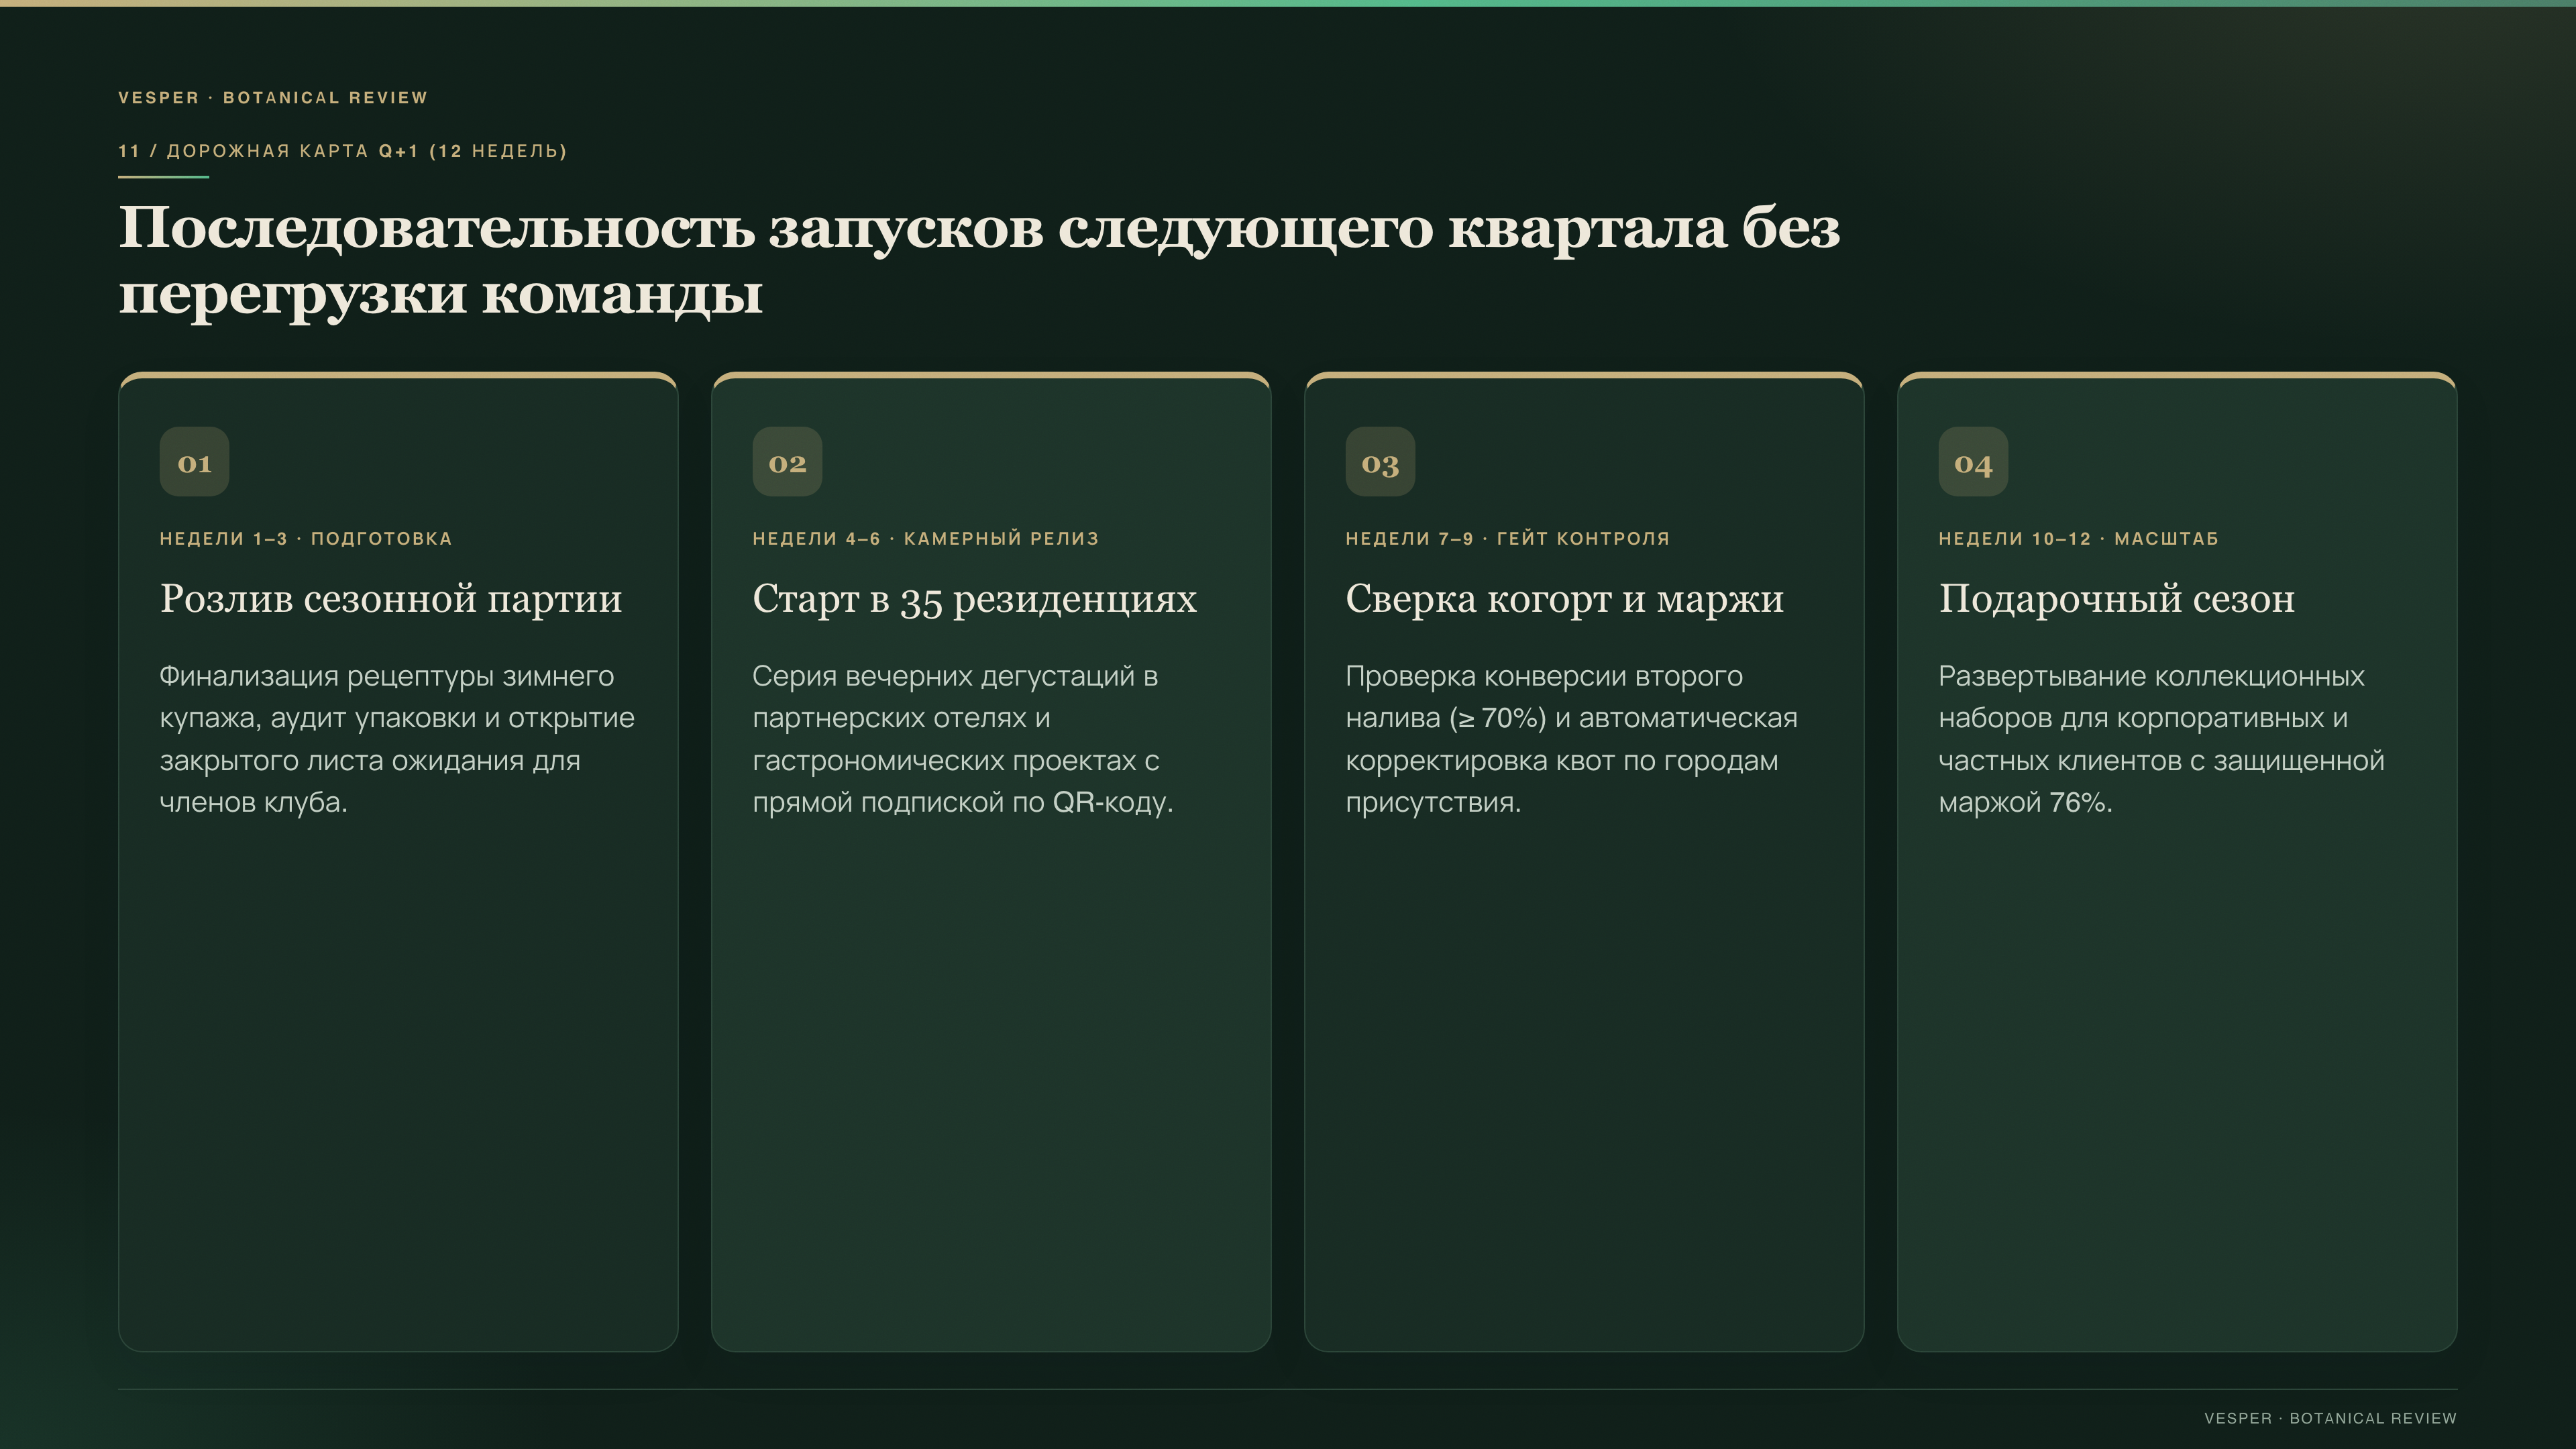 VESPER · BOTANICAL REVIEW
11 / ДОРОЖНАЯ КАРТА Q+1 (12 НЕДЕЛЬ)
Последовательность запусков следующего квартала без
перегрузки команды
01
НЕДЕЛИ 1–3 · ПОДГОТОВКА
Розлив сезонной партии
Финализация рецептуры зимнего
купажа, аудит упаковки и открытие
закрытого листа ожидания для
членов клуба.
02
НЕДЕЛИ 4–6 · КАМЕРНЫЙ РЕЛИЗ
Старт в 35 резиденциях
Серия вечерних дегустаций в
партнерских отелях и
гастрономических проектах с
прямой подпиской по QR-коду.
03
НЕДЕЛИ 7–9 · ГЕЙТ КОНТРОЛЯ
Сверка когорт и маржи
Проверка конверсии второго
налива (≥ 70%) и автоматическая
корректировка квот по городам
присутствия.
04
НЕДЕЛИ 10–12 · МАСШТАБ
Подарочный сезон
Развертывание коллекционных
наборов для корпоративных и
частных клиентов с защищенной
маржой 76%.
VESPER · BOTANICAL REVIEW